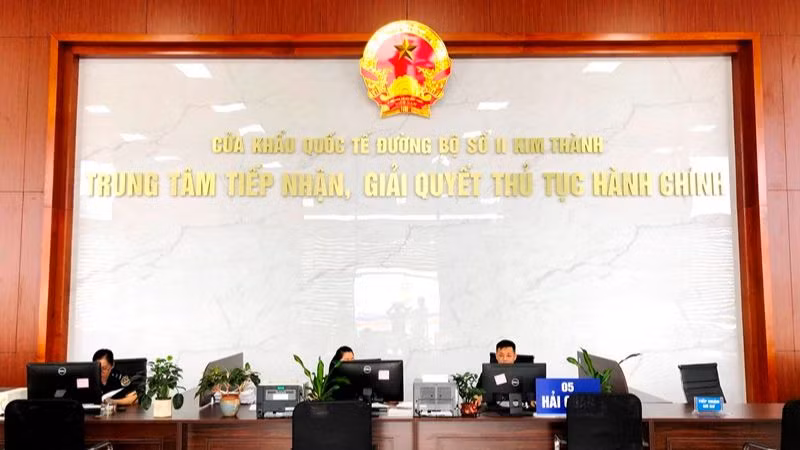 CỬA KHẨU QUỐC TẾ ĐƯỜNG BỘ SỐ II KIM THÀNH
TRUNG TÂM TIẾP NHẬN, GIẢI QUYẾT THỦ TỤC HÀNH CHÍNH
05
HẢI